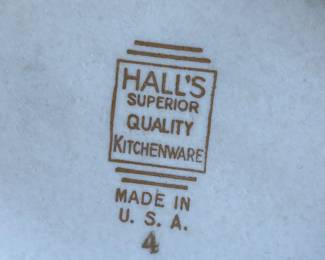 HALL'S
SUPERIOR
QUALITY
KITCHENWARE
MADE IN
U. S. A.
4